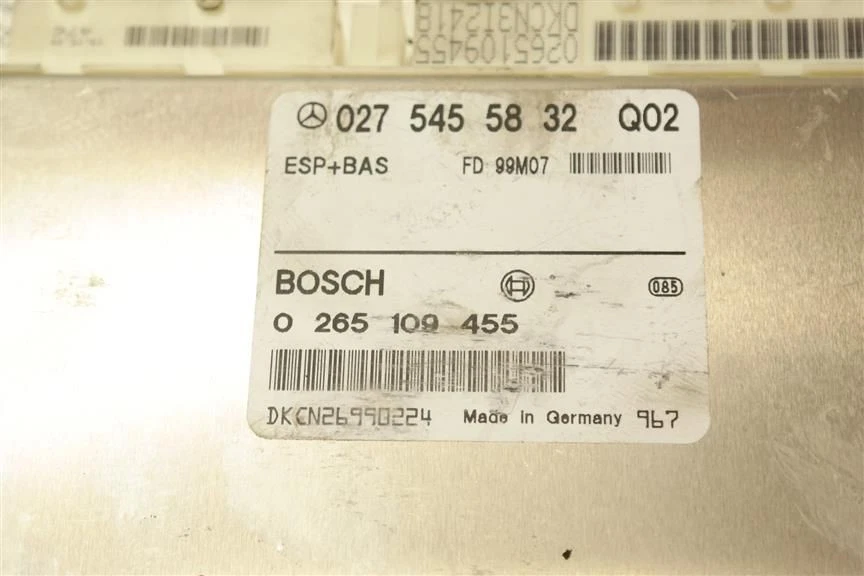 DKCN312418
0265109455
027 545 58 32 Q02
ESP+BAS FD 99M07
BOSCH 085
0 265 109 455
DKCN26990224 Made in Germany 967